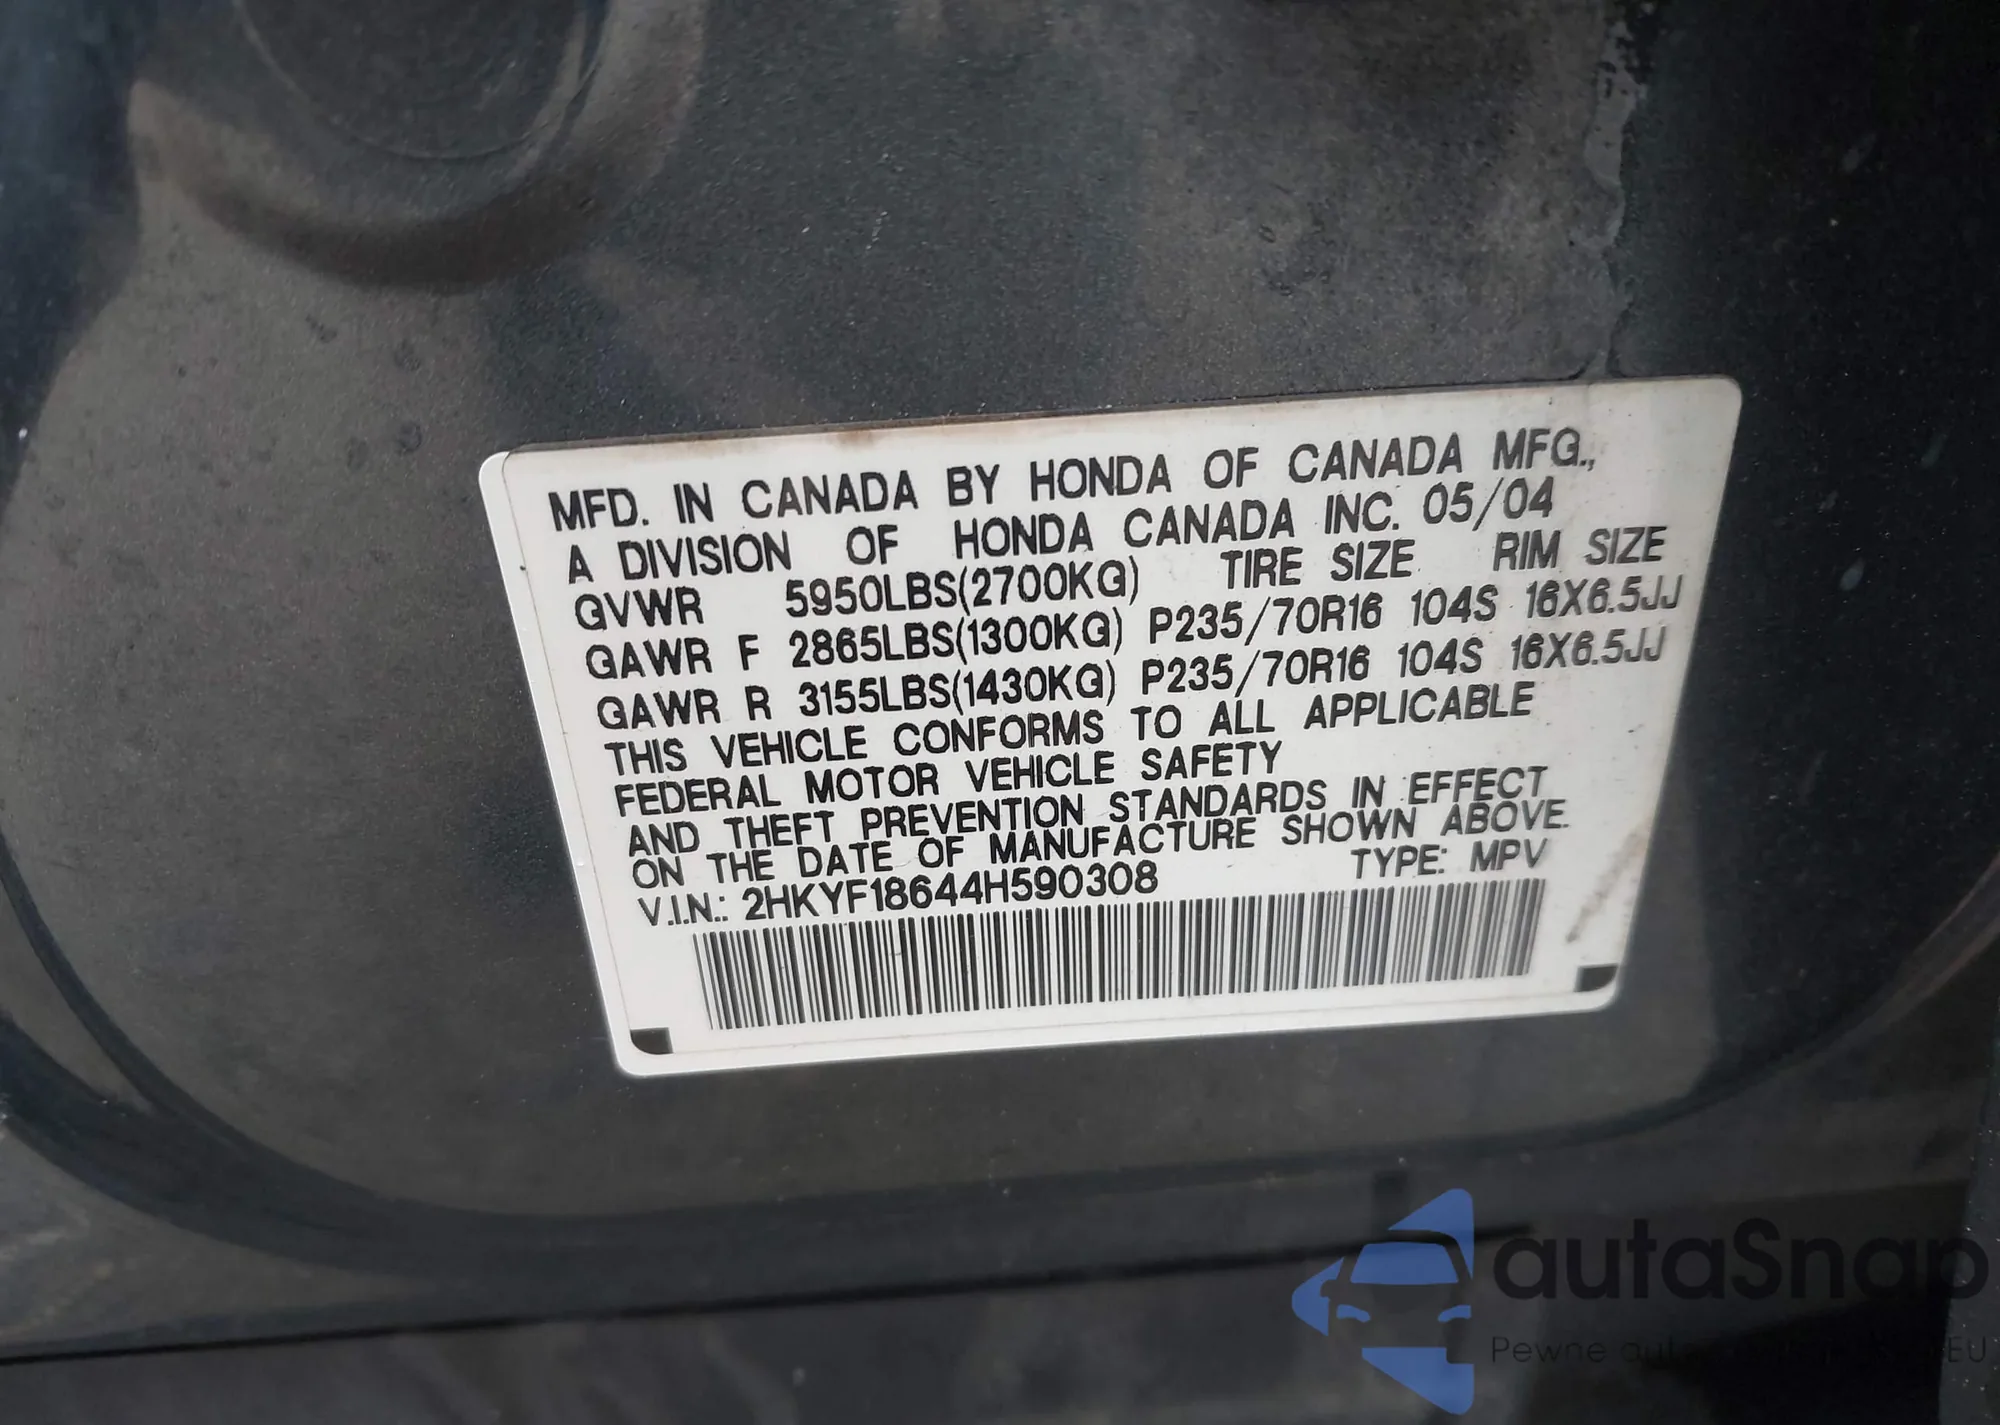 MFD. IN CANADA BY HONDA OF CANADA MFG.,
A DIVISION OF HONDA CANADA INC. 05/04
GVWR 5950LBS(2700KG) TIRE SIZE RIM SIZE
GAWR F 2865LBS(1300KG) P235/70R16 104S 16X6.5JJ
GAWR R 3155LBS(1430KG) P235/70R16 104S 16X6.5JJ
THIS VEHICLE CONFORMS TO ALL APPLICABLE
FEDERAL MOTOR VEHICLE SAFETY
AND THEFT PREVENTION STANDARDS IN EFFECT
ON THE DATE OF MANUFACTURE SHOWN ABOVE.
V.I.N.: 2HKYF18644H590308 TYPE: MPV
autaSnap
Pewne auta